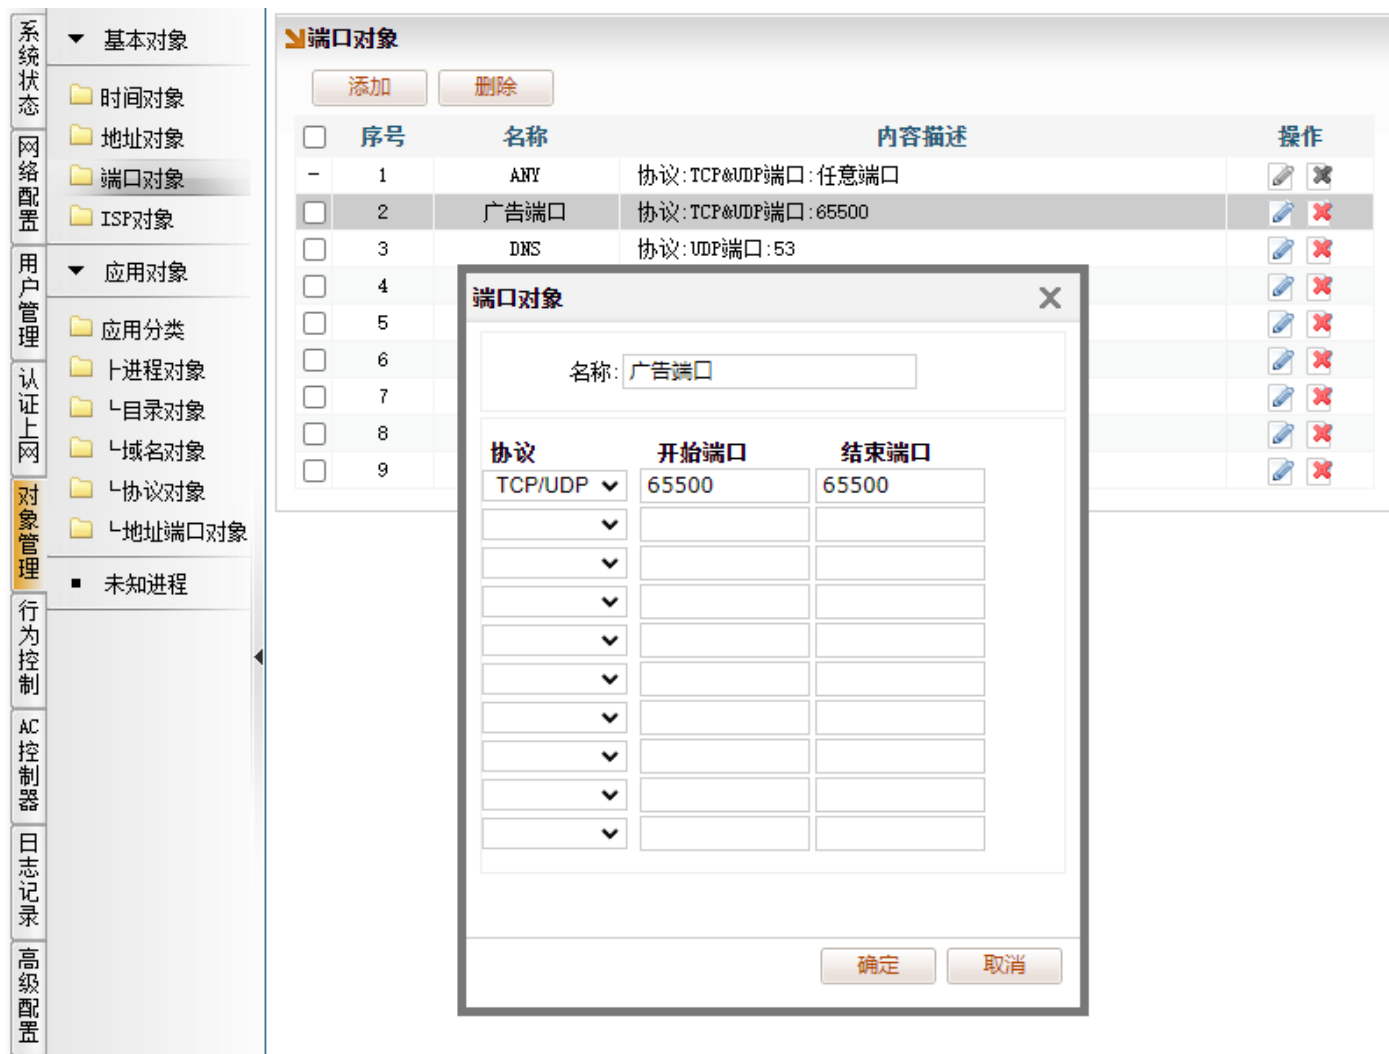 系统状态
网络配置
用户管理
认证上网
对象管理
行为控制
AC控制器
日志记录
高级配置
基本对象
时间对象
地址对象
端口对象
ISP对象
应用对象
应用分类
├进程对象
└目录对象
└域名对象
└协议对象
└地址端口对象
未知进程
端口对象
添加 删除
序号 名称 内容描述 操作
- 1 ANY 协议:TCP&UDP端口:任意端口
2 广告端口 协议:TCP&UDP端口:65500
3 DNS 协议:UDP端口:53
4
5
6
7
8
9
端口对象
名称: 广告端口
协议 开始端口 结束端口
TCP/UDP 65500 65500
确定 取消